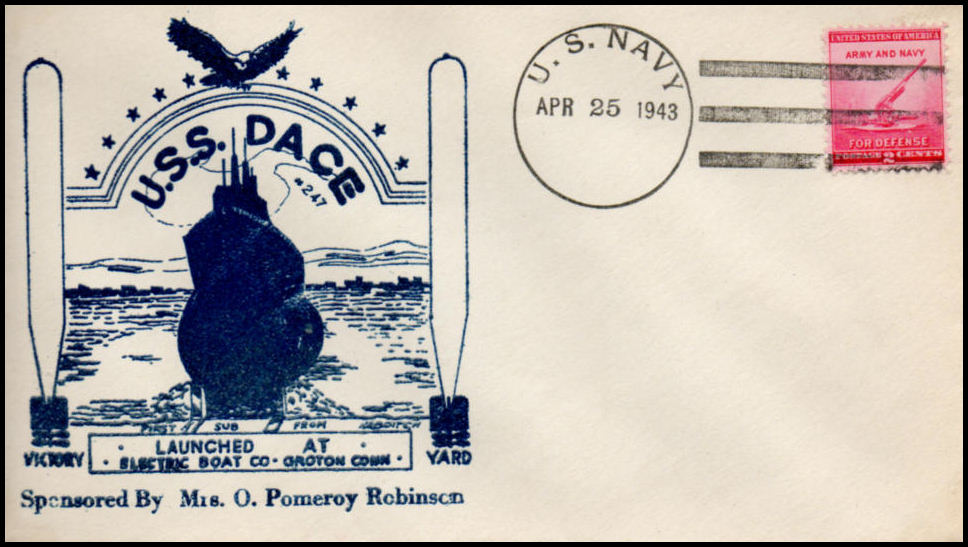 U.S.S. DACE
#247
FIRST SUB FROM
VICTORY YARD
LAUNCHED AT
ELECTRIC BOAT CO · GROTON CONN ·
Sponsored By Mrs. O. Pomeroy Robinson
U. S. NAVY
APR 25 1943
UNITED STATES OF AMERICA
ARMY AND NAVY
FOR DEFENSE
POSTAGE 2 CENTS